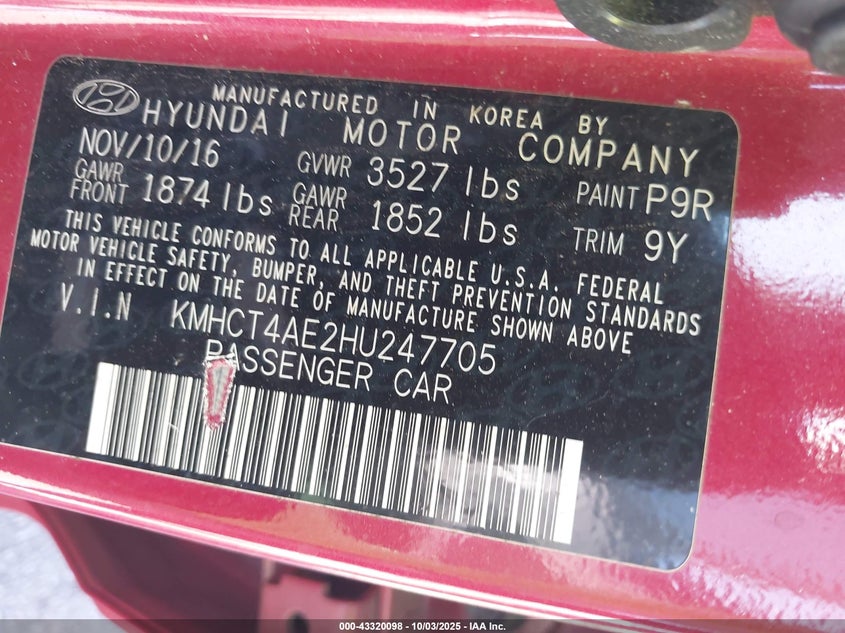 MANUFACTURED IN KOREA BY
HYUNDAI MOTOR COMPANY
NOV/10/16 GVWR 3527 lbs PAINT P9R
GAWR FRONT 1874 lbs GAWR REAR 1852 lbs TRIM 9Y
THIS VEHICLE CONFORMS TO ALL APPLICABLE U.S.A. FEDERAL
MOTOR VEHICLE SAFETY, BUMPER, AND THEFT PREVENTION STANDARDS
IN EFFECT ON THE DATE OF MANUFACTURE SHOWN ABOVE
V.I.N KMHCT4AE2HU247705
PASSENGER CAR
000-43320098 - 10/03/2025 - IAA Inc.